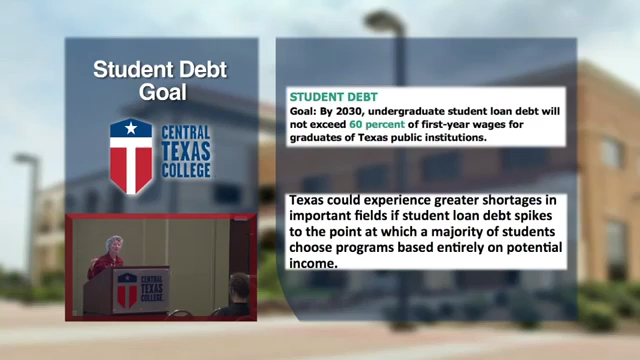 Student Debt
Goal
CENTRAL
TEXAS
COLLEGE
STUDENT DEBT
Goal: By 2030, undergraduate student loan debt will
not exceed 60 percent of first-year wages for
graduates of Texas public institutions.
Texas could experience greater shortages in
important fields if student loan debt spikes
to the point at which a majority of students
choose programs based entirely on potential
income.
CENTRAL
TEXAS
COLLEGE